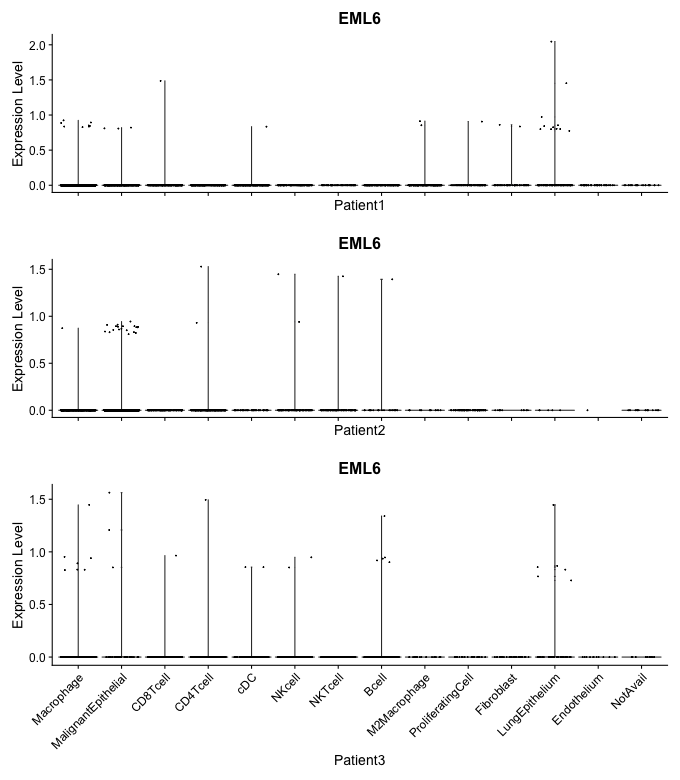 EML6
Expression Level
2.0
1.5
1.0
0.5
0.0
Patient1
EML6
Expression Level
1.5
1.0
0.5
0.0
Patient2
EML6
Expression Level
1.5
1.0
0.5
0.0
Macrophage
MalignantEpithelial
CD8Tcell
CD4Tcell
cDC
NKcell
NKTcell
Bcell
M2Macrophage
ProliferatingCell
Fibroblast
LungEpithelium
Endothelium
NotAvail
Patient3